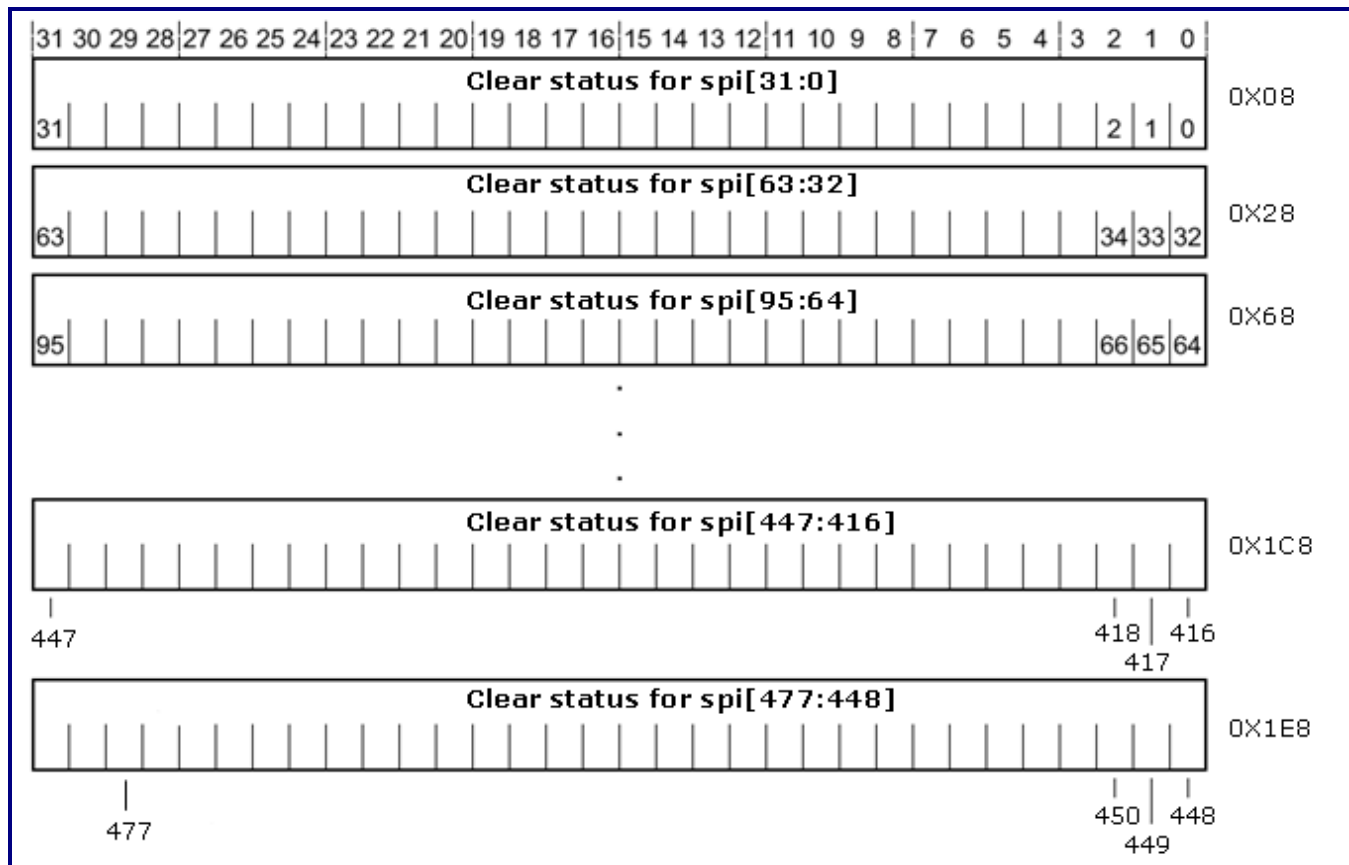 31 30 29 28 27 26 25 24 23 22 21 20 19 18 17 16 15 14 13 12 11 10 9 8 7 6 5 4 3 2 1 0
Clear status for spi[31:0]
0X08
31 2 1 0
Clear status for spi[63:32]
0X28
63 34 33 32
Clear status for spi[95:64]
0X68
95 66 65 64
.
.
.
Clear status for spi[447:416]
0X1C8
447 418 416
417
Clear status for spi[477:448]
0X1E8
477 450 448
449